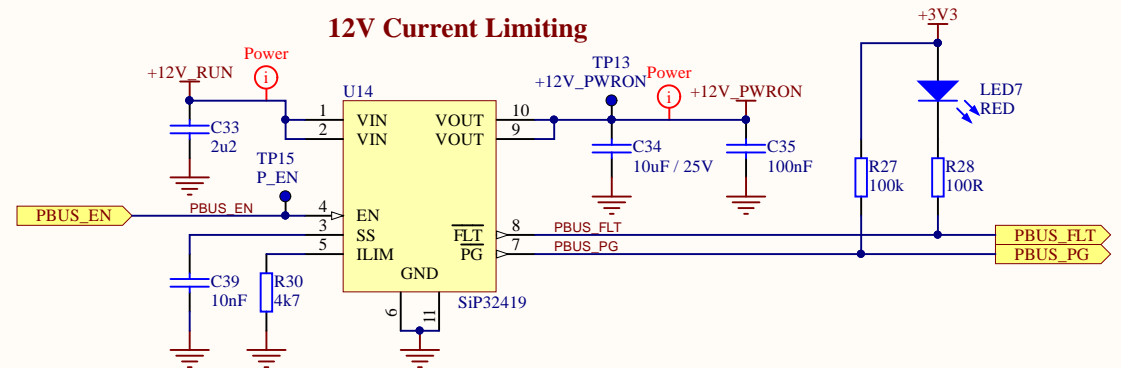 12V Current Limiting
+3V3
Power
TP13
+12V_RUN
+12V_PWRON
Power
i
i
+12V_PWRON
LED7
RED
U14
1
VIN
VOUT
10
2
VIN
VOUT
9
C33
2u2
C34
10uF / 25V
C35
100nF
TP15
P_EN
R27
100k
R28
100R
PBUS_EN
PBUS_EN
4
EN
3
SS
FLT
8
PBUS_FLT
PBUS_FLT
5
ILIM
PG
7
PBUS_PG
PBUS_PG
GND
C39
10nF
R30
4k7
6
11
SiP32419